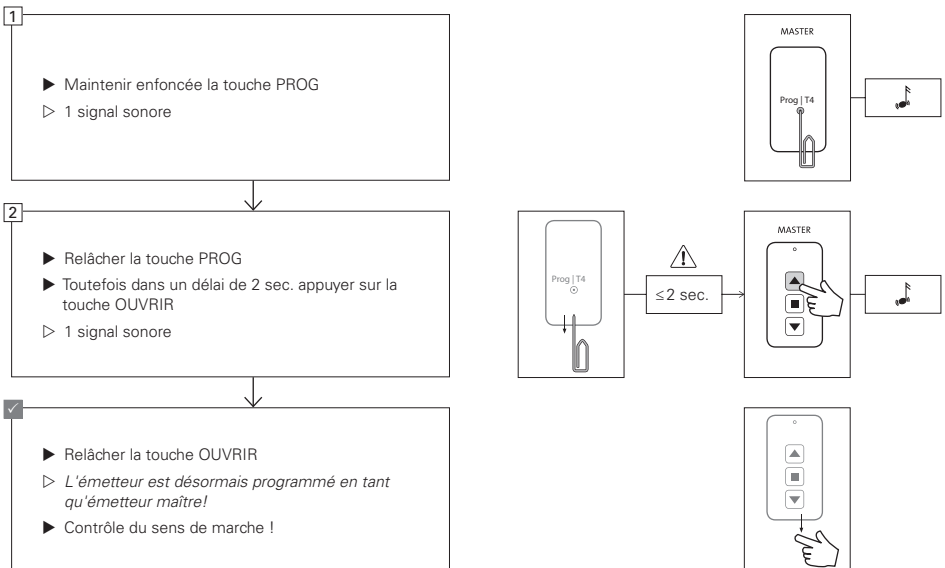 1
▶ Maintenir enfoncée la touche PROG
▷ 1 signal sonore
MASTER
Prog | T4
2
▶ Relâcher la touche PROG
▶ Toutefois dans un délai de 2 sec. appuyer sur la
touche OUVRIR
▷ 1 signal sonore
Prog | T4
≤2 sec.
MASTER
▶ Relâcher la touche OUVRIR
▷ L'émetteur est désormais programmé en tant
qu'émetteur maître!
▶ Contrôle du sens de marche !